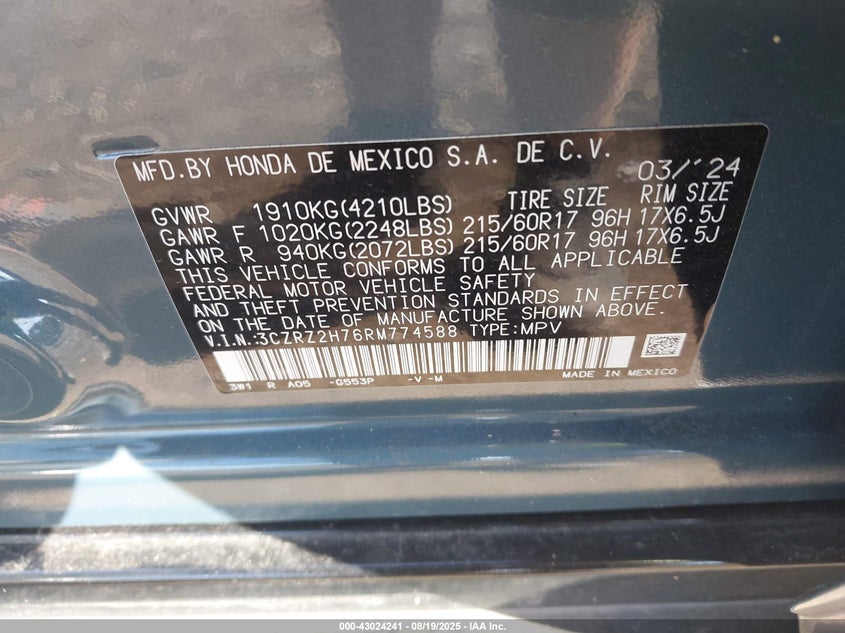 MFD.BY HONDA DE MEXICO S.A. DE C.V. 03/'24
TIRE SIZE RIM SIZE
GVWR 1910KG(4210LBS)
GAWR F 1020KG(2248LBS) 215/60R17 96H 17X6.5J
GAWR R 940KG(2072LBS) 215/60R17 96H 17X6.5J
THIS VEHICLE CONFORMS TO ALL APPLICABLE
FEDERAL MOTOR VEHICLE SAFETY
AND THEFT PREVENTION STANDARDS IN EFFECT
ON THE DATE OF MANUFACTURE SHOWN ABOVE.
V.I.N.:3CZRZ2H76RM774588 TYPE:MPV
3W1 R A05 -G553P -V-M MADE IN MEXICO
000-43024241 - 08/19/2025 - IAA Inc.